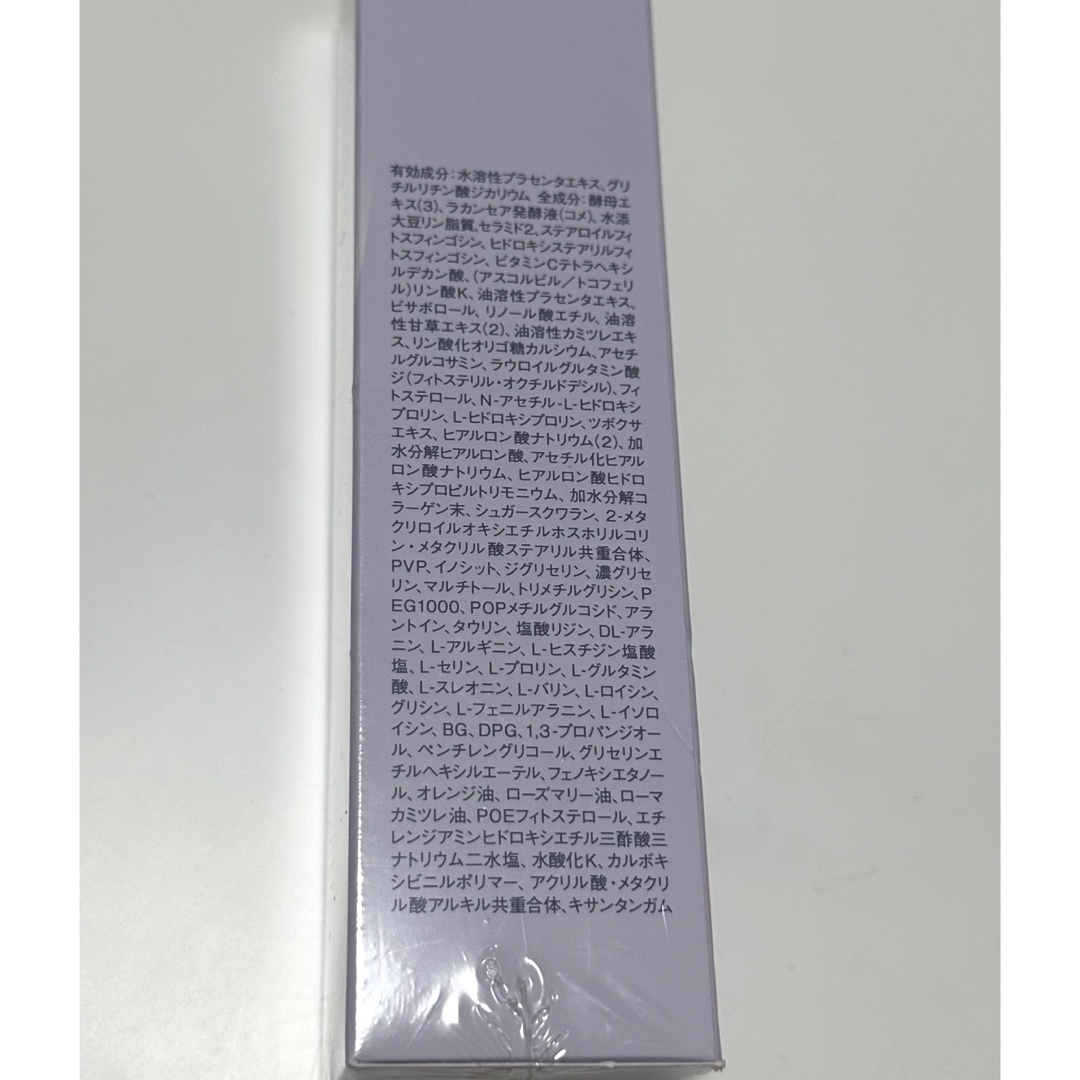 有効成分：水溶性プラセンタエキス、グリ
チルリチン酸ジカリウム 全成分：酵母エ
キス(3)、ラカンセア発酵液(コメ)、水添
大豆リン脂質、セラミド2、ステアロイルフィ
トスフィンゴシン、ヒドロキシステアリルフィ
トスフィンゴシン、ビタミンCテトラヘキシ
ルデカン酸、(アスコルビル／トコフェリ
ル)リン酸K、油溶性プラセンタエキス、
ビサボロール、リノール酸エチル、油溶
性甘草エキス(2)、油溶性カミツレエキ
ス、リン酸化オリゴ糖カルシウム、アセチ
ルグルコサミン、ラウロイルグルタミン酸
ジ(フィトステリル・オクチルドデシル)、フィ
トステロール、N-アセチル-L-ヒドロキシ
プロリン、L-ヒドロキシプロリン、ツボクサ
エキス、ヒアルロン酸ナトリウム(2)、加
水分解ヒアルロン酸、アセチル化ヒアル
ロン酸ナトリウム、ヒアルロン酸ヒドロ
キシプロピルトリモニウム、加水分解コ
ラーゲン末、シュガースクワラン、2-メタ
クリロイルオキシエチルホスホリルコリ
ン・メタクリル酸ステアリル共重合体、
PVP、イノシット、ジグリセリン、濃グリセ
リン、マルチトール、トリメチルグリシン、P
EG1000、POPメチルグルコシド、アラ
ントイン、タウリン、塩酸リジン、DL-アラ
ニン、L-アルギニン、L-ヒスチジン塩酸
塩、L-セリン、L-プロリン、L-グルタミン
酸、L-スレオニン、L-バリン、L-ロイシン、
グリシン、L-フェニルアラニン、L-イソロ
イシン、BG、DPG、1,3-プロパンジオー
ル、ペンチレングリコール、グリセリンエ
チルヘキシルエーテル、フェノキシエタノー
ル、オレンジ油、ローズマリー油、ローマ
カミツレ油、POEフィトステロール、エチ
レンジアミンヒドロキシエチル三酢酸三
ナトリウム二水塩、水酸化K、カルボキ
シビニルポリマー、アクリル酸・メタクリ
ル酸アルキル共重合体、キサンタンガム